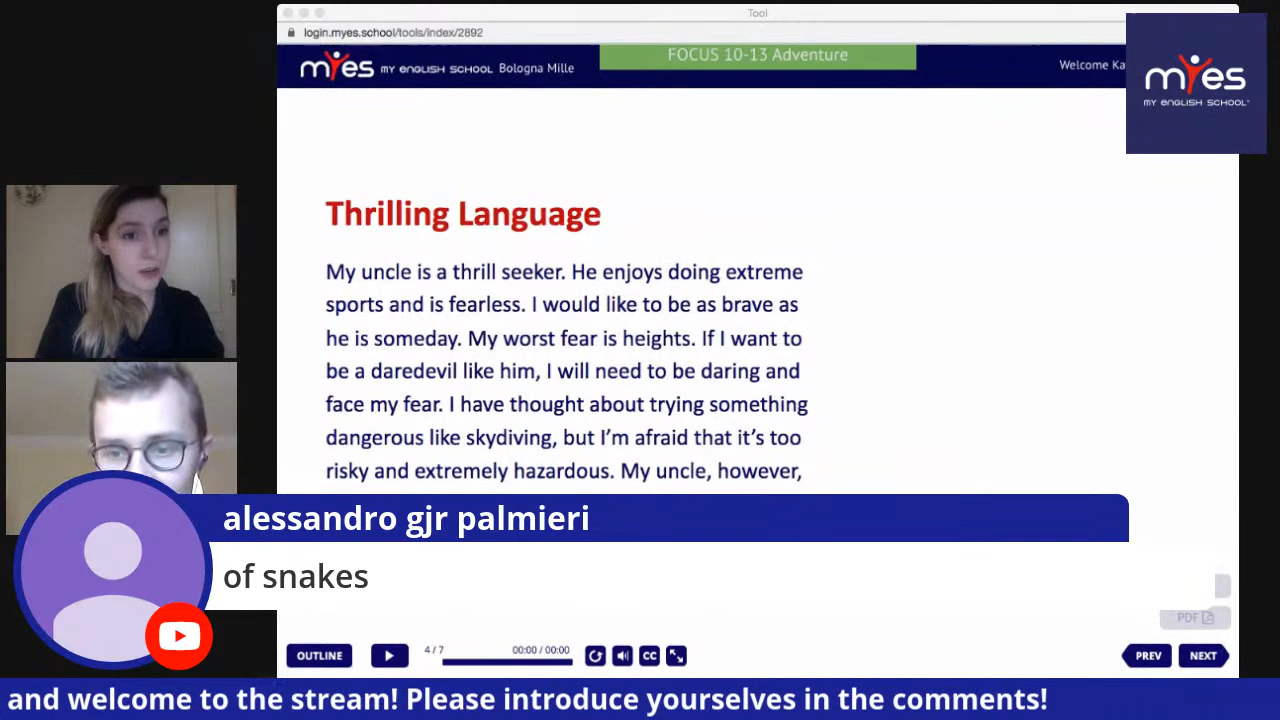 Tool
login.myes.school/tools/index/2892
myes MY ENGLISH SCHOOL Bologna Mille
FOCUS 10-13 Adventure
Welcome Ka
myes
MY ENGLISH SCHOOL
Thrilling Language
My uncle is a thrill seeker. He enjoys doing extreme
sports and is fearless. I would like to be as brave as
he is someday. My worst fear is heights. If I want to
be a daredevil like him, I will need to be daring and
face my fear. I have thought about trying something
dangerous like skydiving, but I'm afraid that it's too
risky and extremely hazardous. My uncle, however,
alessandro gjr palmieri
of snakes
PDF
OUTLINE
4 / 7
00:00 / 00:00
CC
PREV
NEXT
and welcome to the stream! Please introduce yourselves in the comments!